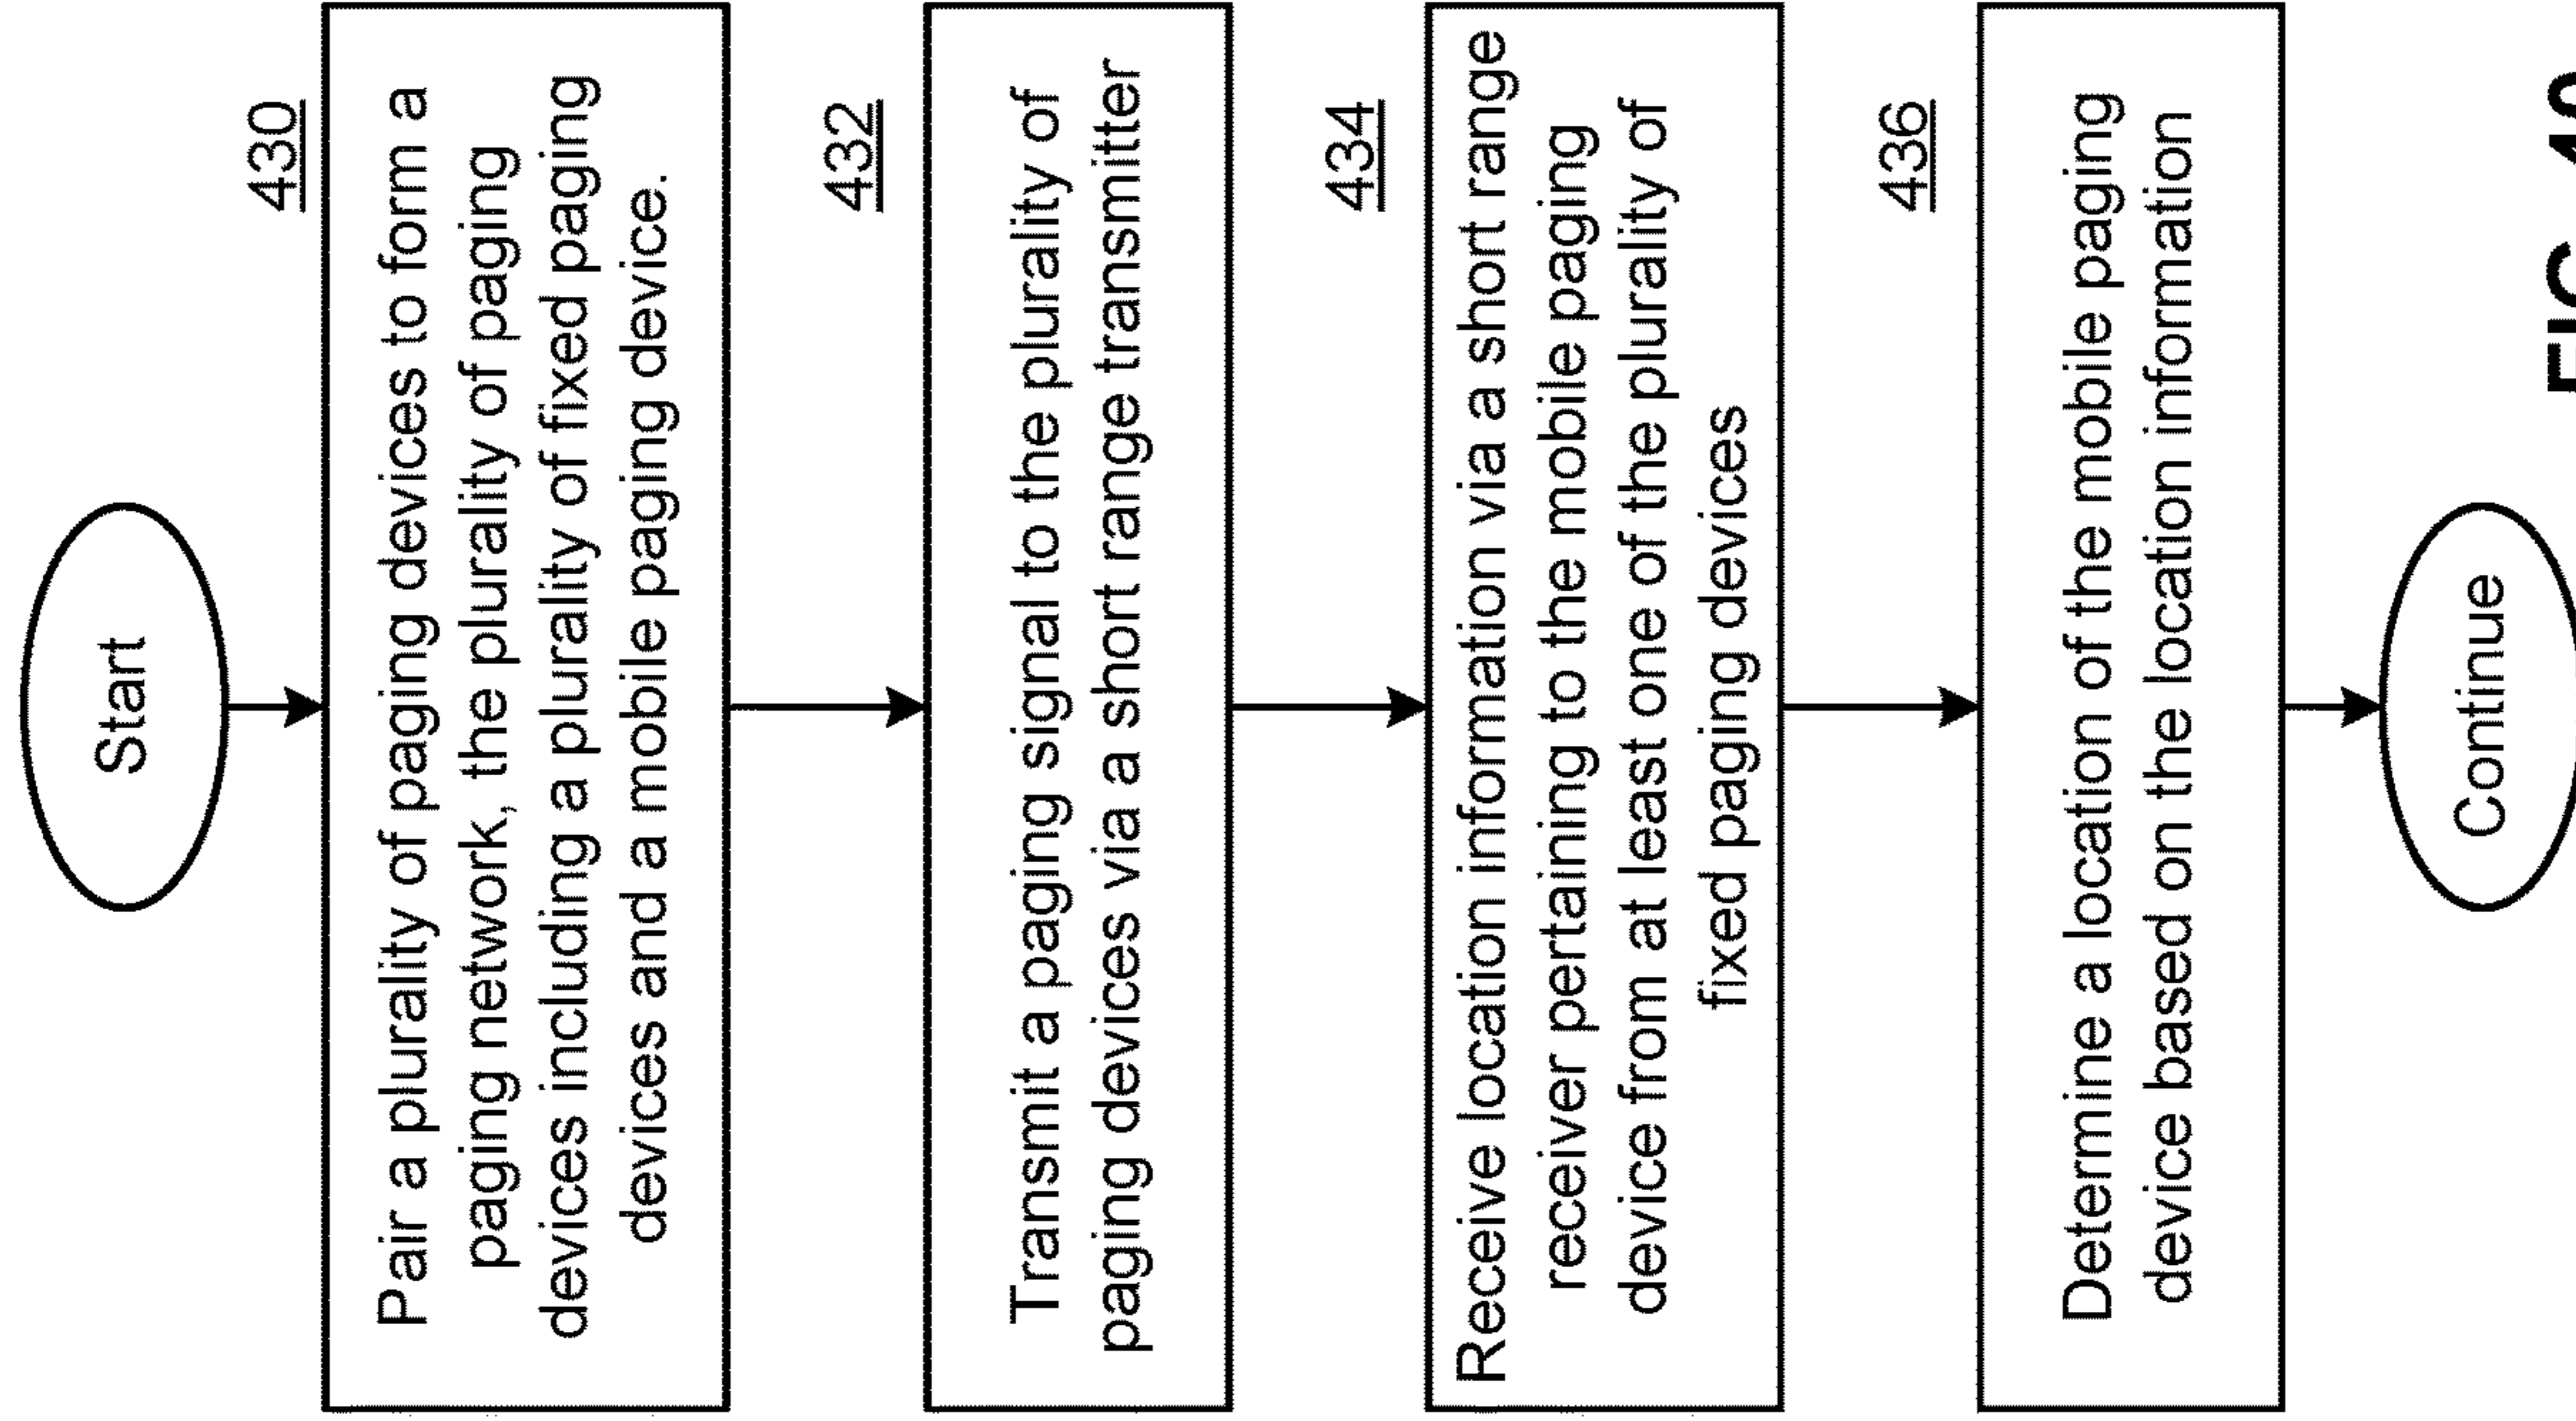 Start
430
Pair a plurality of paging devices to form a
paging network, the plurality of paging
devices including a plurality of fixed paging
devices and a mobile paging device.
432
Transmit a paging signal to the plurality of
paging devices via a short range transmitter
434
Receive location information via a short range
receiver pertaining to the mobile paging
device from at least one of the plurality of
fixed paging devices
436
Determine a location of the mobile paging
device based on the location information
Continue
FIG.